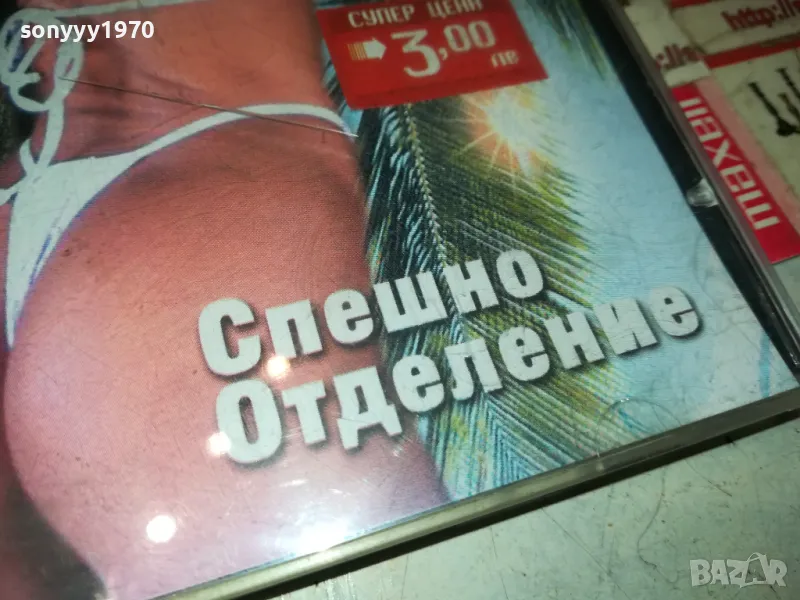 sonyyy1970
СУПЕР ЦЕНА
3,00
лв
http://
Спешно
Отделение
BAZAR